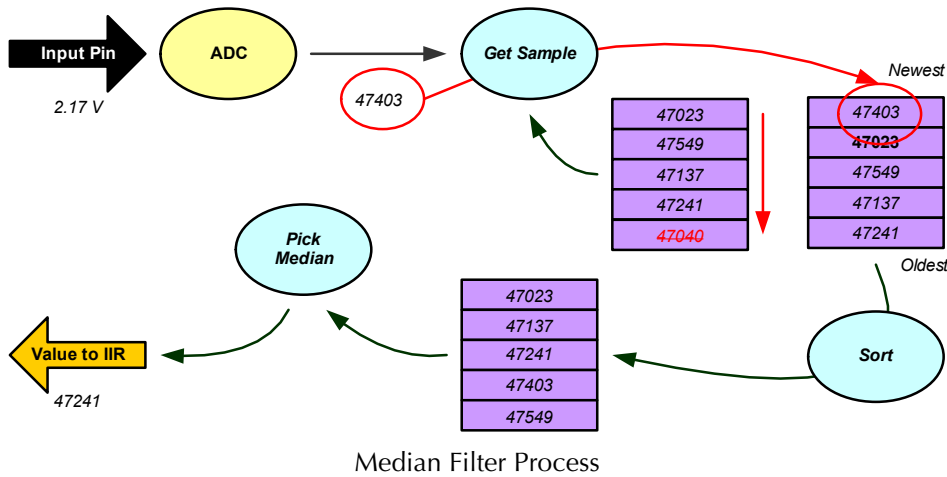 Input Pin
ADC
Get Sample
2.17 V
47403
Newest
47023
47549
47137
47241
47040
47403
47023
47549
47137
47241
Oldest
Pick
Median
47023
47137
47241
47403
47549
Sort
Value to IIR
47241
Median Filter Process